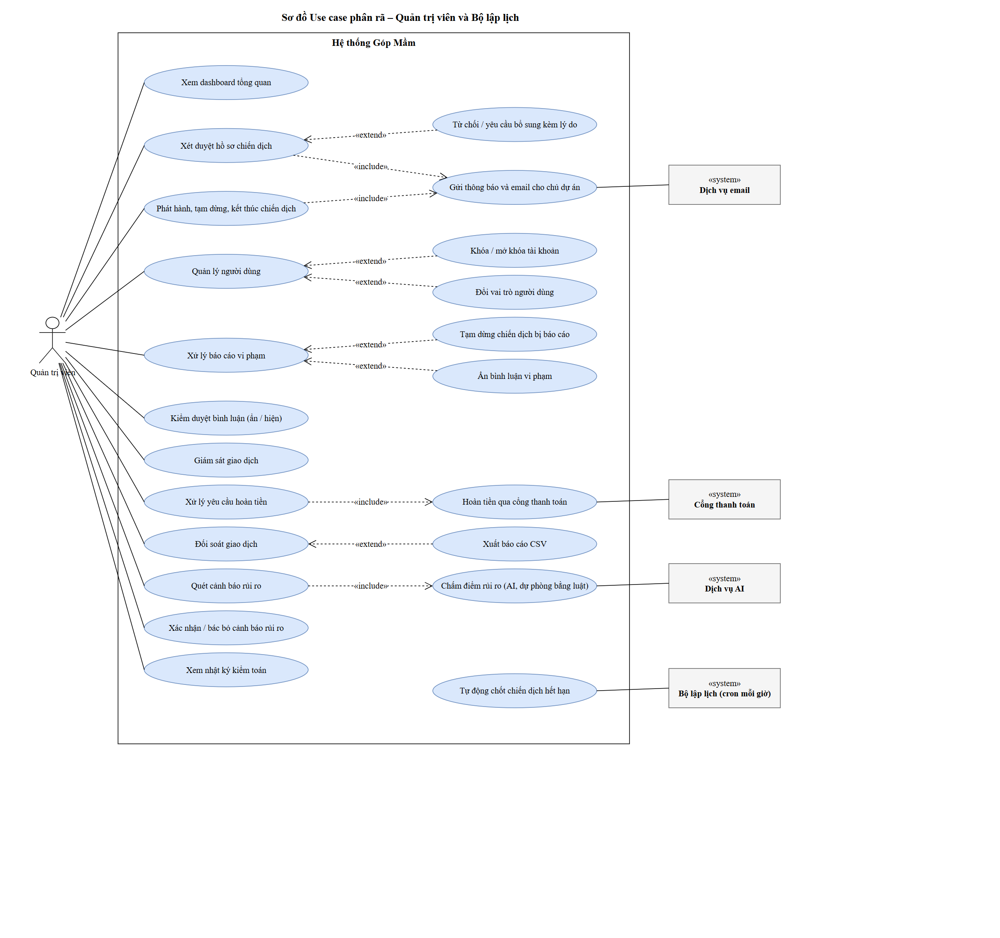 Sơ đồ Use case phân rã – Quản trị viên và Bộ lập lịch
Hệ thống Góp Mầm
Xem dashboard tổng quan
Từ chối / yêu cầu bổ sung kèm lý do
«extend»
Xét duyệt hồ sơ chiến dịch
«include»
Gửi thông báo và email cho chủ dự án
«system»
Dịch vụ email
«include»
Phát hành, tạm dừng, kết thúc chiến dịch
Khóa / mở khóa tài khoản
«extend»
Quản lý người dùng
«extend»
Đổi vai trò người dùng
Tạm dừng chiến dịch bị báo cáo
«extend»
Xử lý báo cáo vi phạm
«extend»
Quản trị viên
Ẩn bình luận vi phạm
Kiểm duyệt bình luận (ẩn / hiện)
Giám sát giao dịch
Xử lý yêu cầu hoàn tiền
«include»
Hoàn tiền qua cổng thanh toán
«system»
Cổng thanh toán
Đối soát giao dịch
«extend»
Xuất báo cáo CSV
Quét cảnh báo rủi ro
«include»
Chấm điểm rủi ro (AI, dự phòng bằng luật)
«system»
Dịch vụ AI
Xác nhận / bác bỏ cảnh báo rủi ro
Xem nhật ký kiểm toán
Tự động chốt chiến dịch hết hạn
«system»
Bộ lập lịch (cron mỗi giờ)